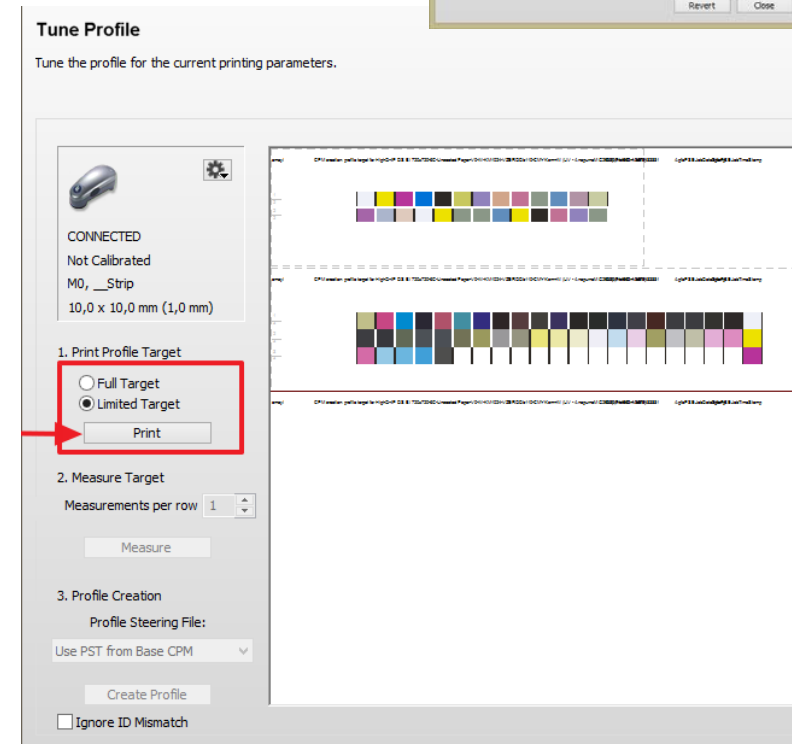 Revert Close
Tune Profile
Tune the profile for the current printing parameters.
CONNECTED
Not Calibrated
M0, __Strip
10,0 x 10,0 mm (1,0 mm)
1. Print Profile Target
Full Target
Limited Target
Print
2. Measure Target
Measurements per row 1
Measure
3. Profile Creation
Profile Steering File:
Use PST from Base CPM
Create Profile
Ignore ID Mismatch